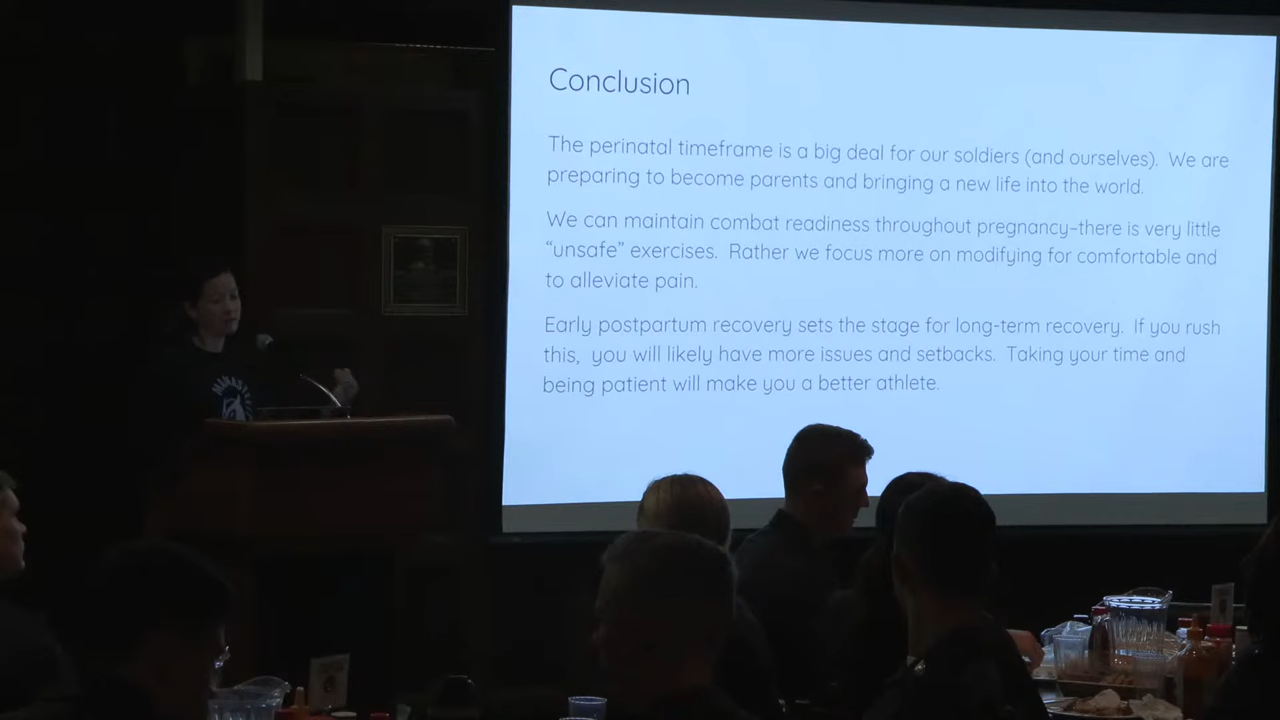 Conclusion
The perinatal timeframe is a big deal for our soldiers (and ourselves). We are
preparing to become parents and bringing a new life into the world.
We can maintain combat readiness throughout pregnancy–there is very little
“unsafe” exercises. Rather we focus more on modifying for comfortable and
to alleviate pain.
Early postpartum recovery sets the stage for long-term recovery. If you rush
this, you will likely have more issues and setbacks. Taking your time and
being patient will make you a better athlete.